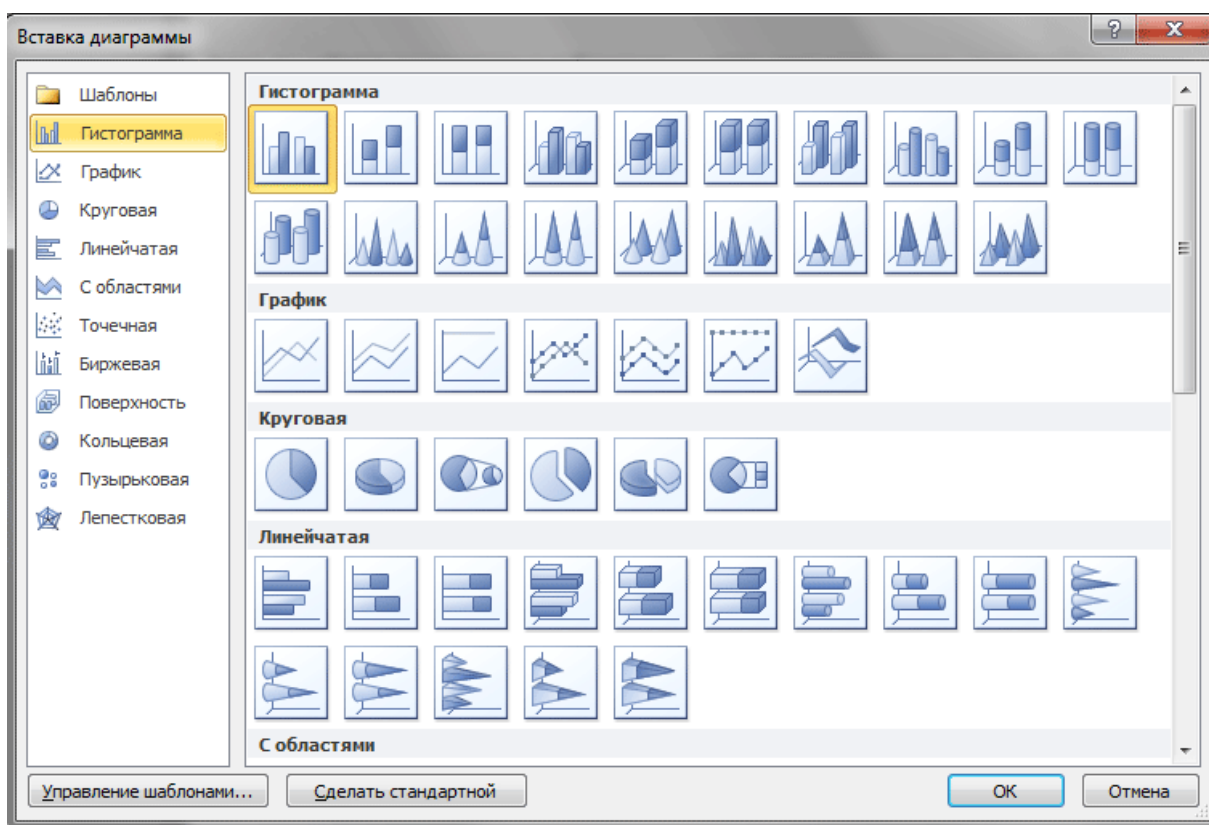 Вставка диаграммы
Шаблоны
Гистограмма
График
Круговая
Линейчатая
С областями
Точечная
Биржевая
Поверхность
Кольцевая
Пузырьковая
Лепестковая
Гистограмма
График
Круговая
Линейчатая
С областями
Управление шаблонами...
Сделать стандартной
ОК
Отмена